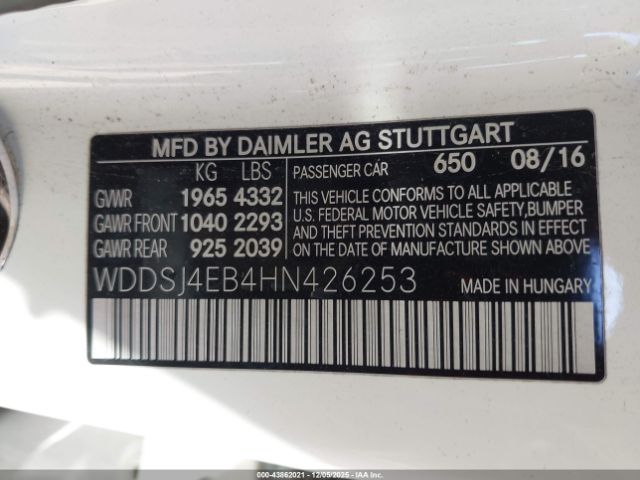 MFD BY DAIMLER AG STUTTGART
KG LBS
GVWR 1965 4332
GAWR FRONT 1040 2293
GAWR REAR 925 2039
PASSENGER CAR 650 08/16
THIS VEHICLE CONFORMS TO ALL APPLICABLE
U.S. FEDERAL MOTOR VEHICLE SAFETY,BUMPER
AND THEFT PREVENTION STANDARDS IN EFFECT
ON THE DATE OF MANUFACTURE SHOWN ABOVE.
WDDSJ4EB4HN426253
MADE IN HUNGARY
000-43862021 - 12/05/2025 - IAAI.COM